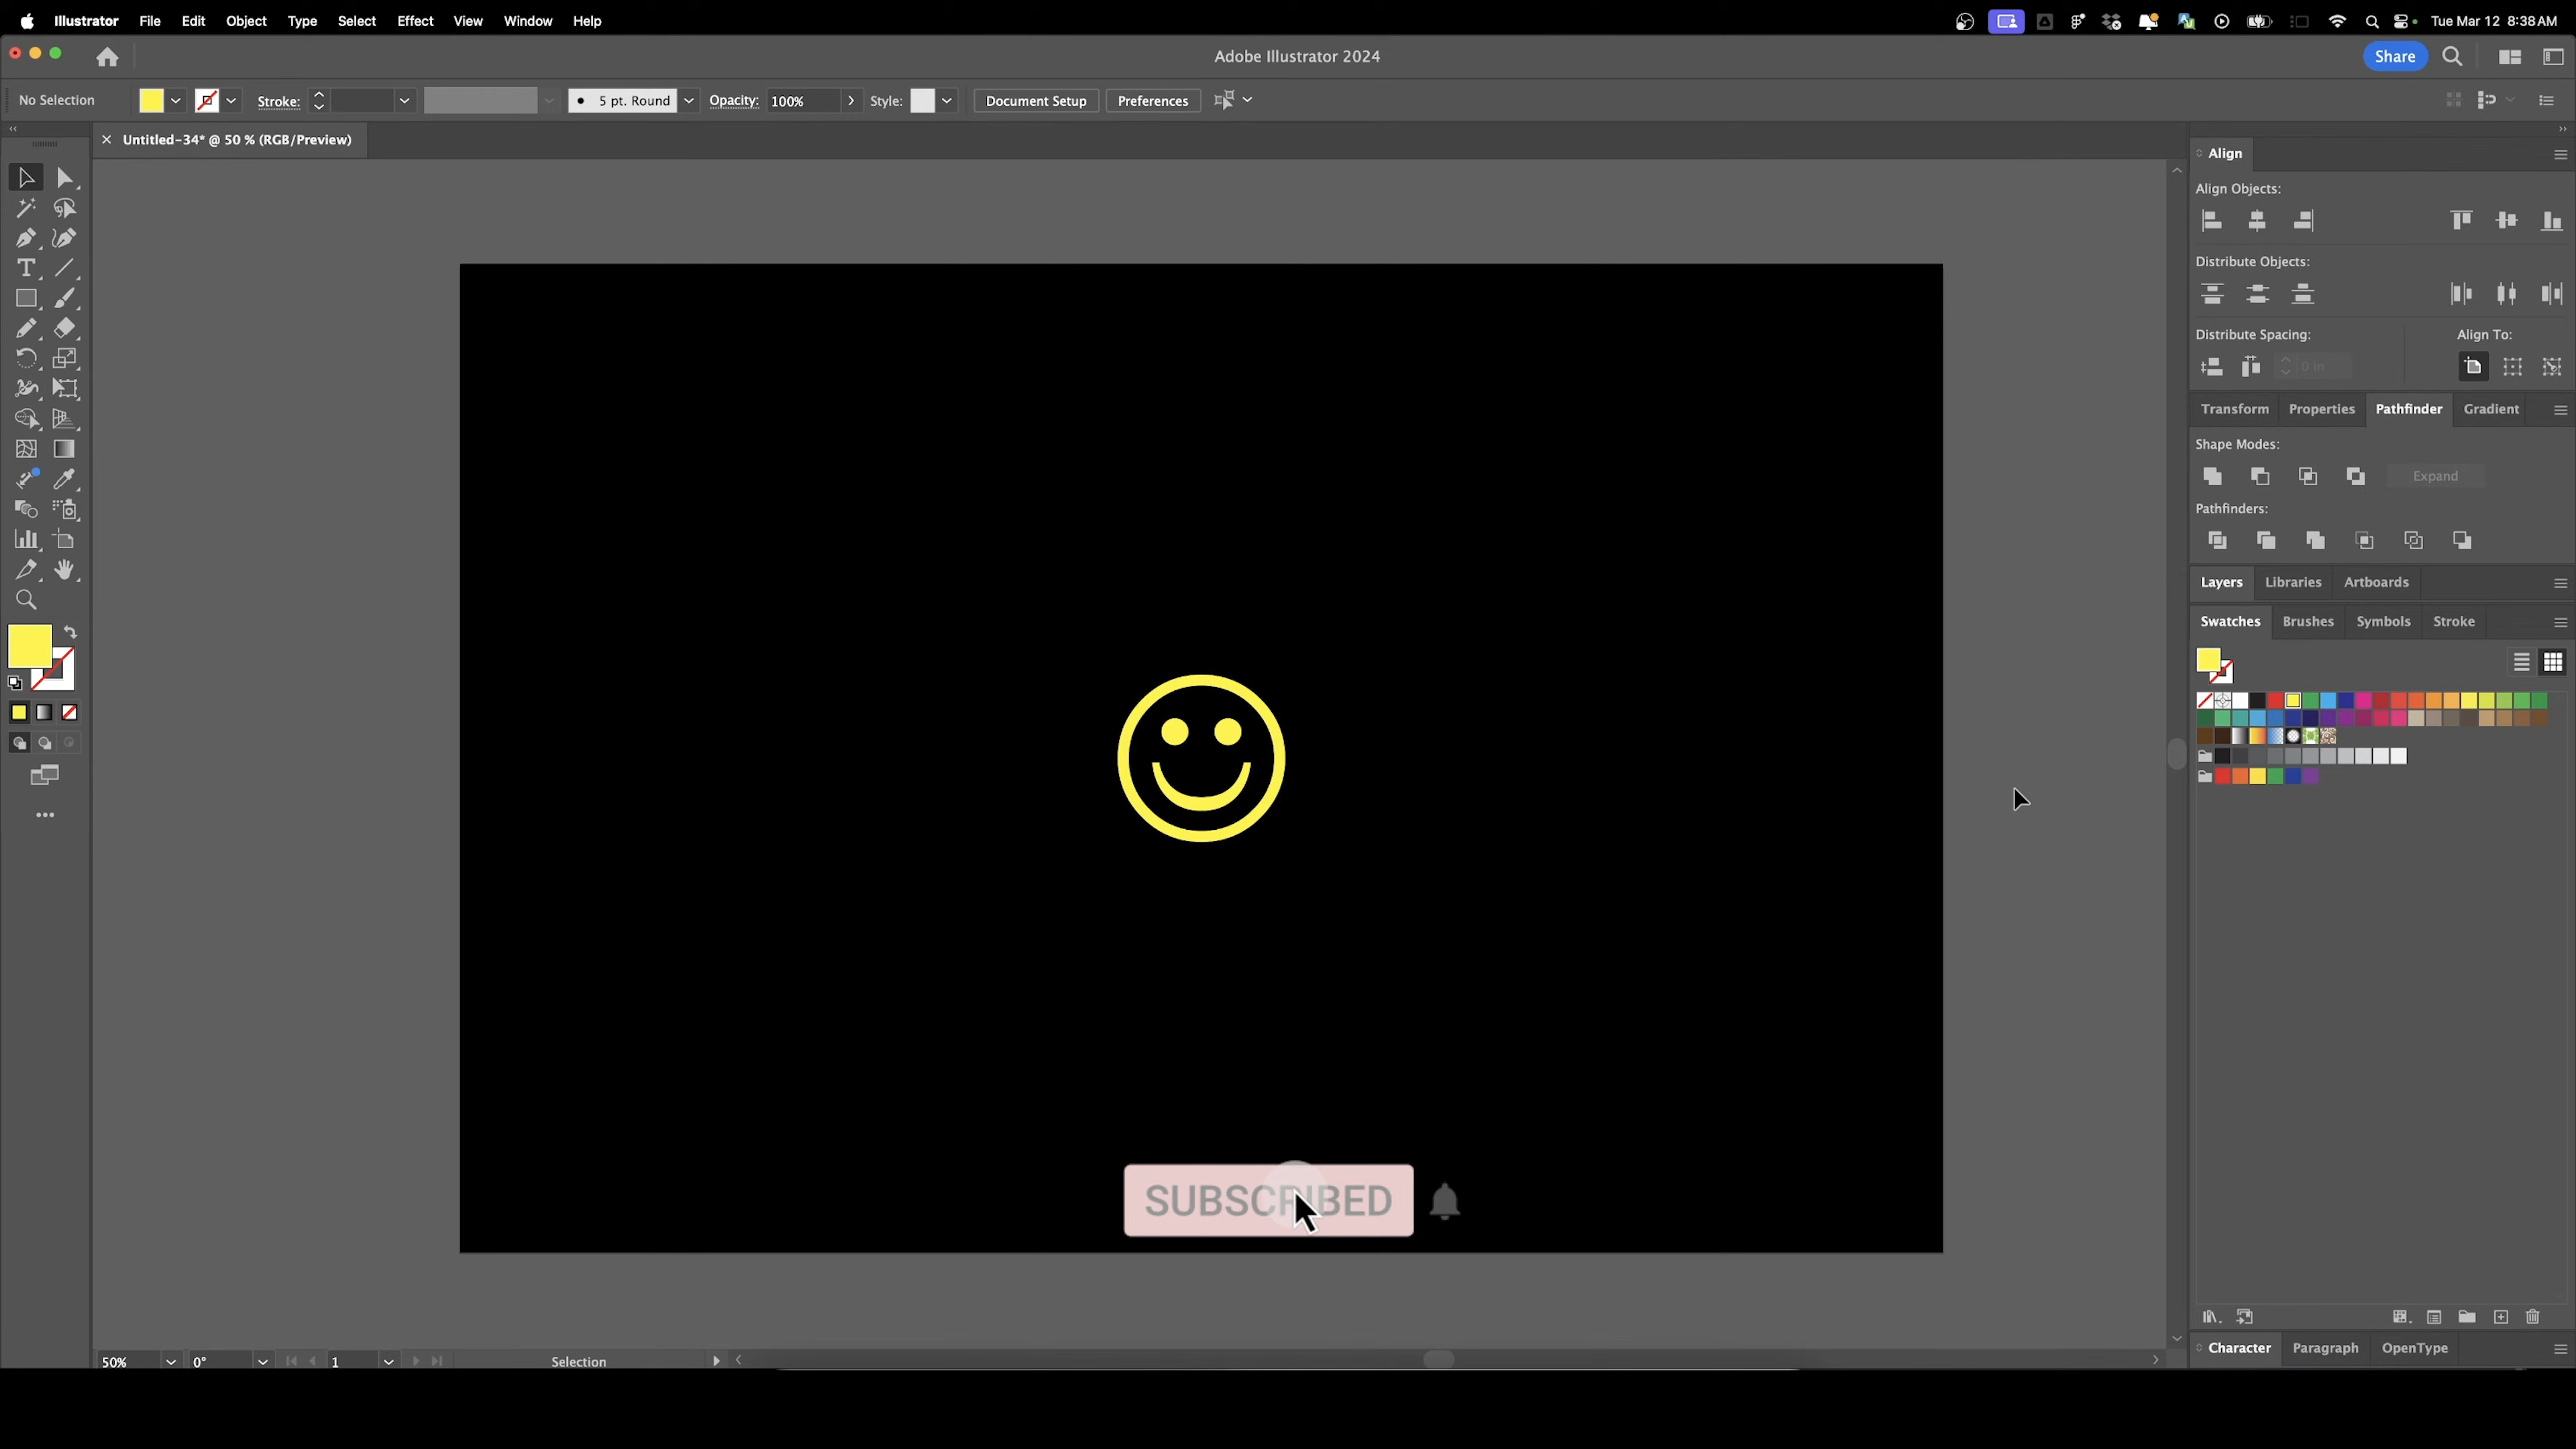 Illustrator File Edit Object Type Select Effect View Window Help Tue Mar 12 8:38 AM
Adobe Illustrator 2024 Share
No Selection Stroke: 5 pt. Round Opacity: 100% Style: Document Setup Preferences
Untitled-34* @ 50 % (RGB/Preview)
Align
Align Objects:
Distribute Objects:
Distribute Spacing: Align To:
0 in
Transform Properties Pathfinder Gradient
Shape Modes:
Expand
Pathfinders:
Layers Libraries Artboards
Swatches Brushes Symbols Stroke
SUBSCRIBED
Character Paragraph OpenType
50% 0° 1 Selection